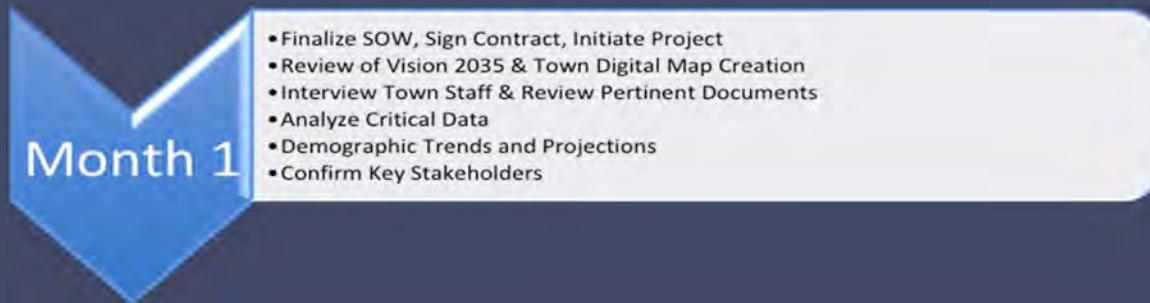 Month 1
• Finalize SOW, Sign Contract, Initiate Project
• Review of Vision 2035 & Town Digital Map Creation
• Interview Town Staff & Review Pertinent Documents
• Analyze Critical Data
• Demographic Trends and Projections
• Confirm Key Stakeholders